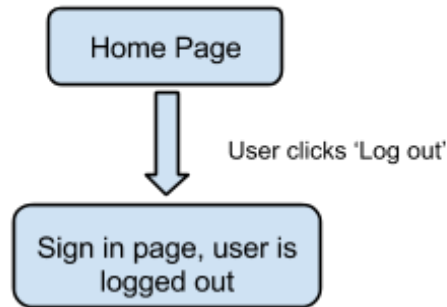 Home Page
User clicks ‘Log out’
Sign in page, user is
logged out